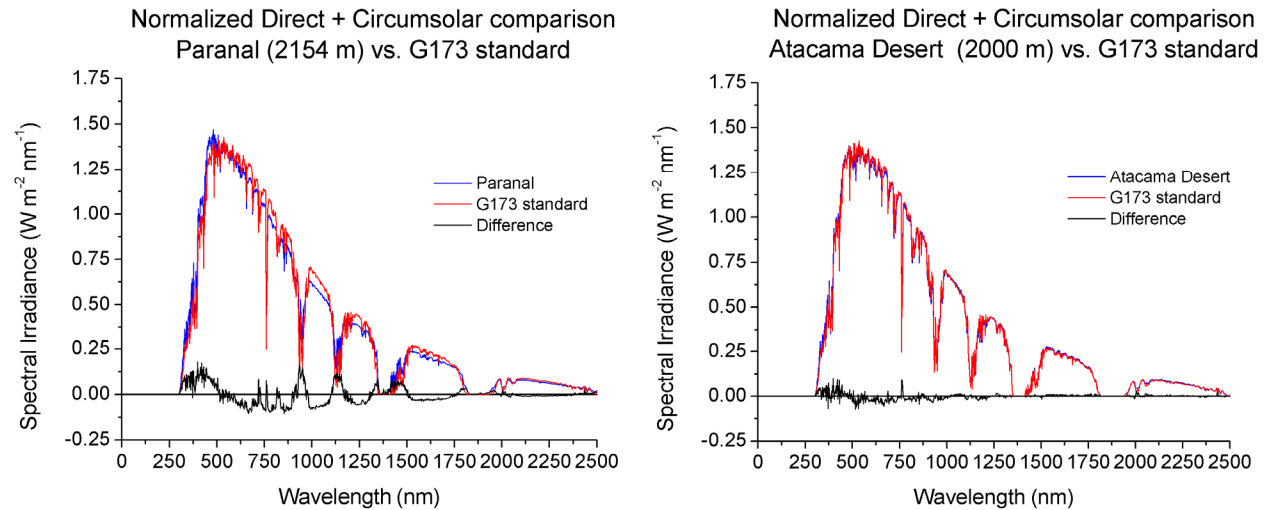 Normalized Direct + Circumsolar comparison
Paranal (2154 m) vs. G173 standard
1.75
1.50
1.25
1.00
0.75
0.50
0.25
0.00
-0.25
Spectral Irradiance (W m⁻² nm⁻¹)
Paranal
G173 standard
Difference
0 250 500 750 1000 1250 1500 1750 2000 2250 2500
Wavelength (nm)
Normalized Direct + Circumsolar comparison
Atacama Desert (2000 m) vs. G173 standard
1.75
1.50
1.25
1.00
0.75
0.50
0.25
0.00
-0.25
Spectral Irradiance (W m⁻² nm⁻¹)
Atacama Desert
G173 standard
Difference
0 250 500 750 1000 1250 1500 1750 2000 2250 2500
Wavelength (nm)